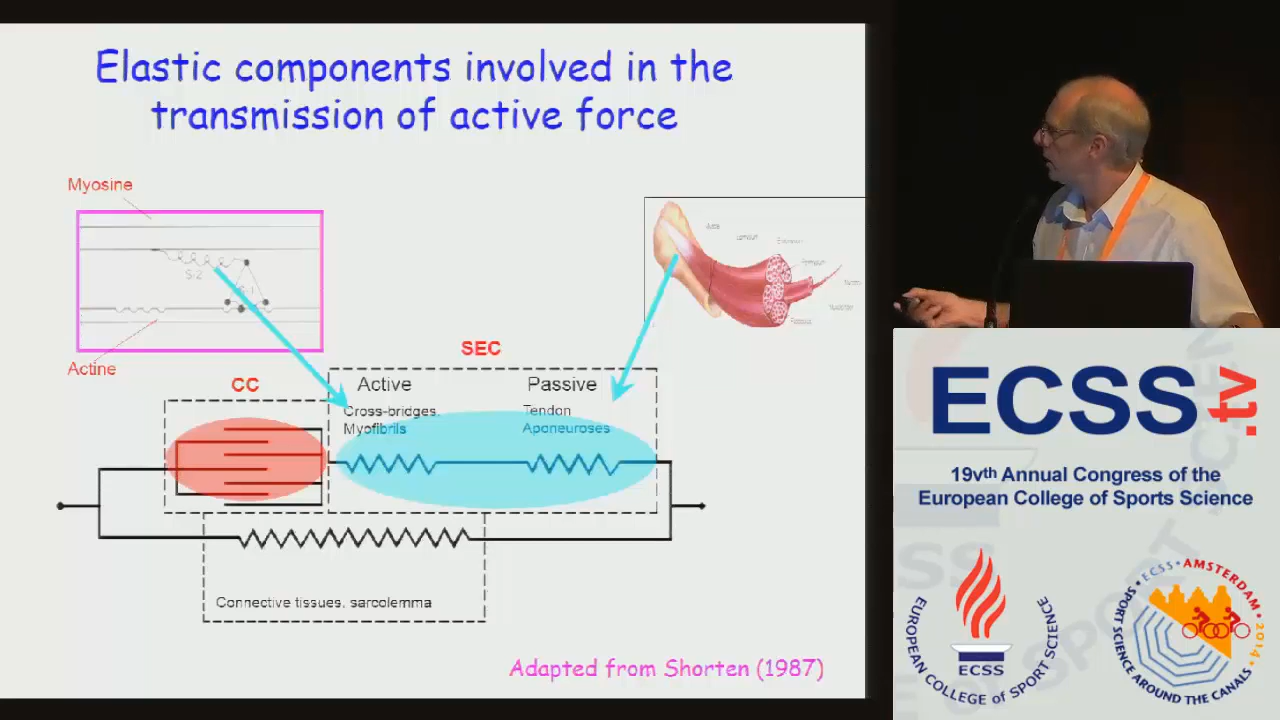 Elastic components involved in the
transmission of active force
Myosine
S-2
Actine
SEC
CC
Active
Passive
Cross-bridges.
Myofibrils
Tendon
Aponeuroses
Connective tissues. sarcolemma
Adapted from Shorten (1987)
ECSS
.tv
19vth Annual Congress of the
European College of Sports Science
EUROPEAN COLLEGE OF SPORT SCIENCE
ECSS
ECSS • AMSTERDAM 2014
SPORT SCIENCE AROUND THE CANALS